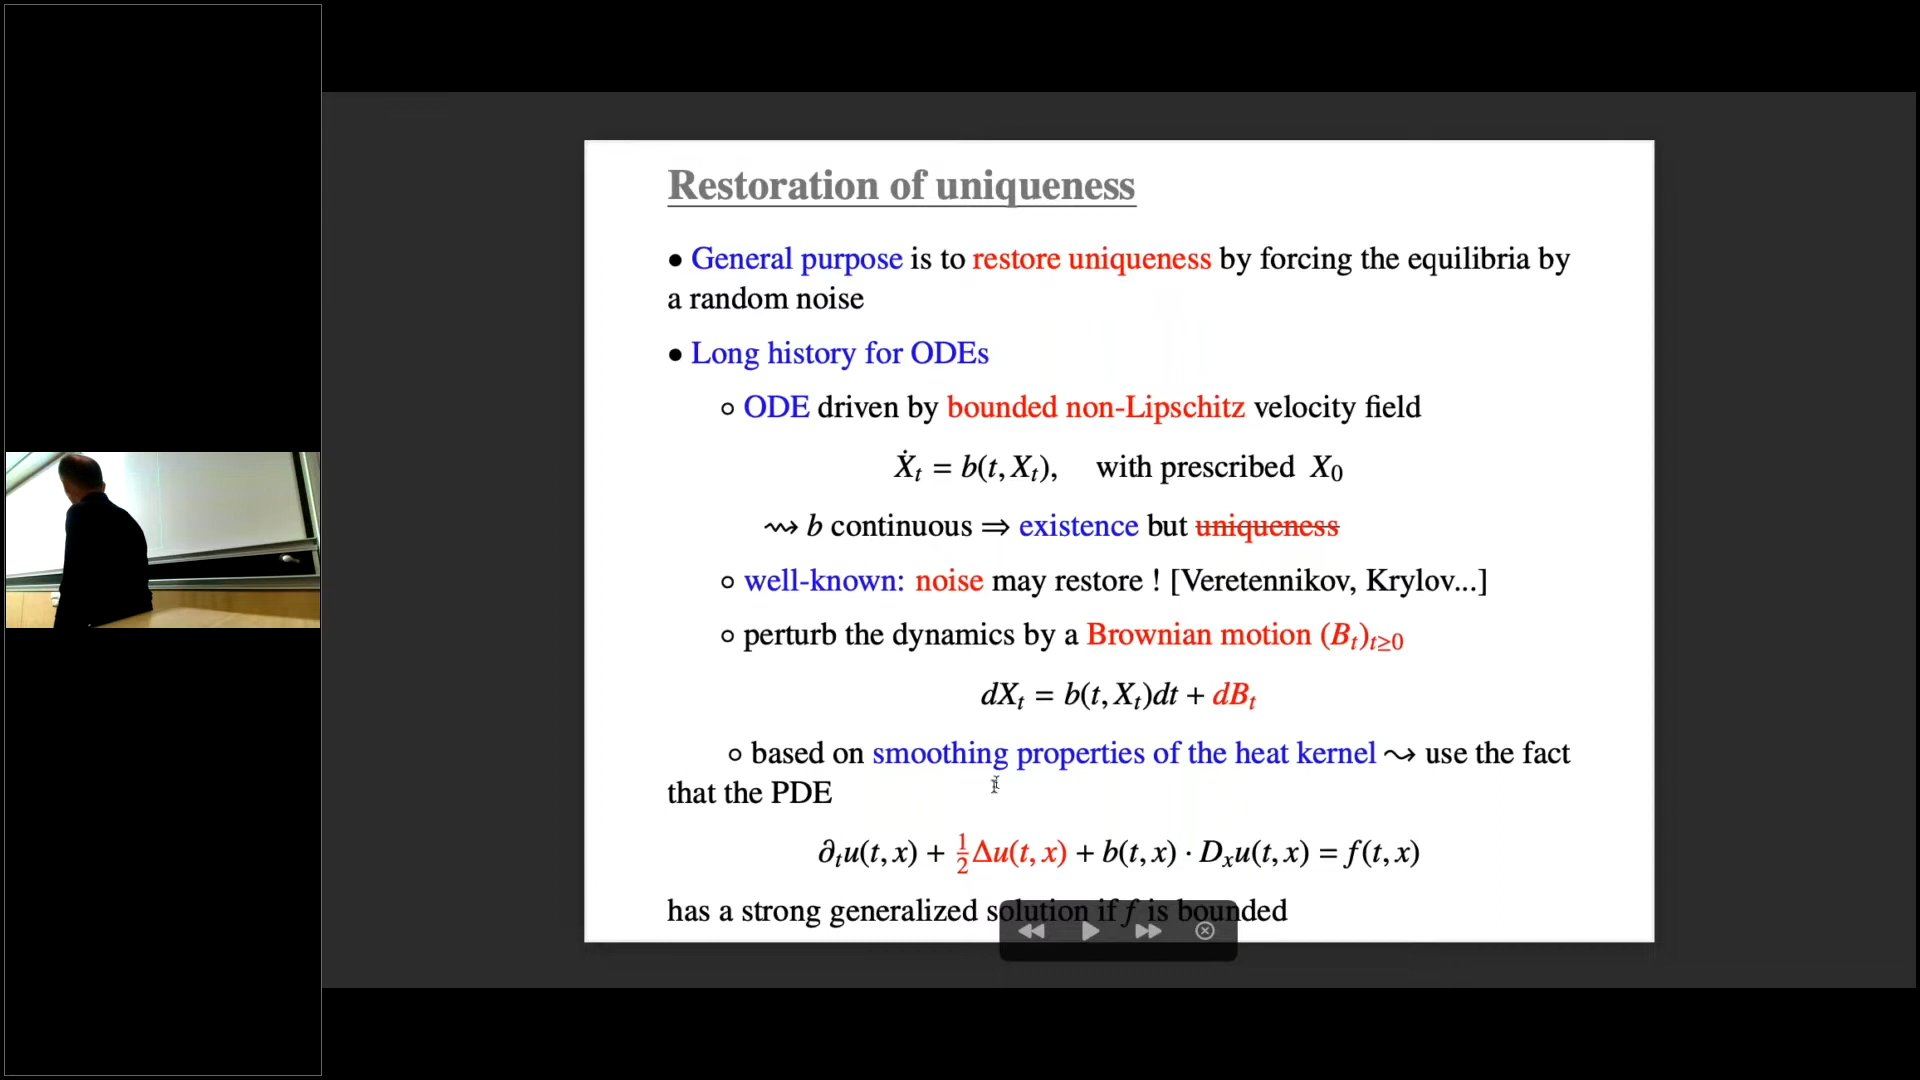 Restoration of uniqueness
• General purpose is to restore uniqueness by forcing the equilibria by
a random noise
• Long history for ODEs
◦ ODE driven by bounded non-Lipschitz velocity field
Ẋ_t = b(t, X_t), with prescribed X_0
⇝ b continuous ⇒ existence but uniqueness
◦ well-known: noise may restore ! [Veretennikov, Krylov...]
◦ perturb the dynamics by a Brownian motion (B_t)_{t≥0}
dX_t = b(t, X_t)dt + dB_t
◦ based on smoothing properties of the heat kernel ⇝ use the fact
that the PDE
∂_t u(t, x) + ½Δu(t, x) + b(t, x) · D_x u(t, x) = f(t, x)
has a strong generalized solution if f is bounded